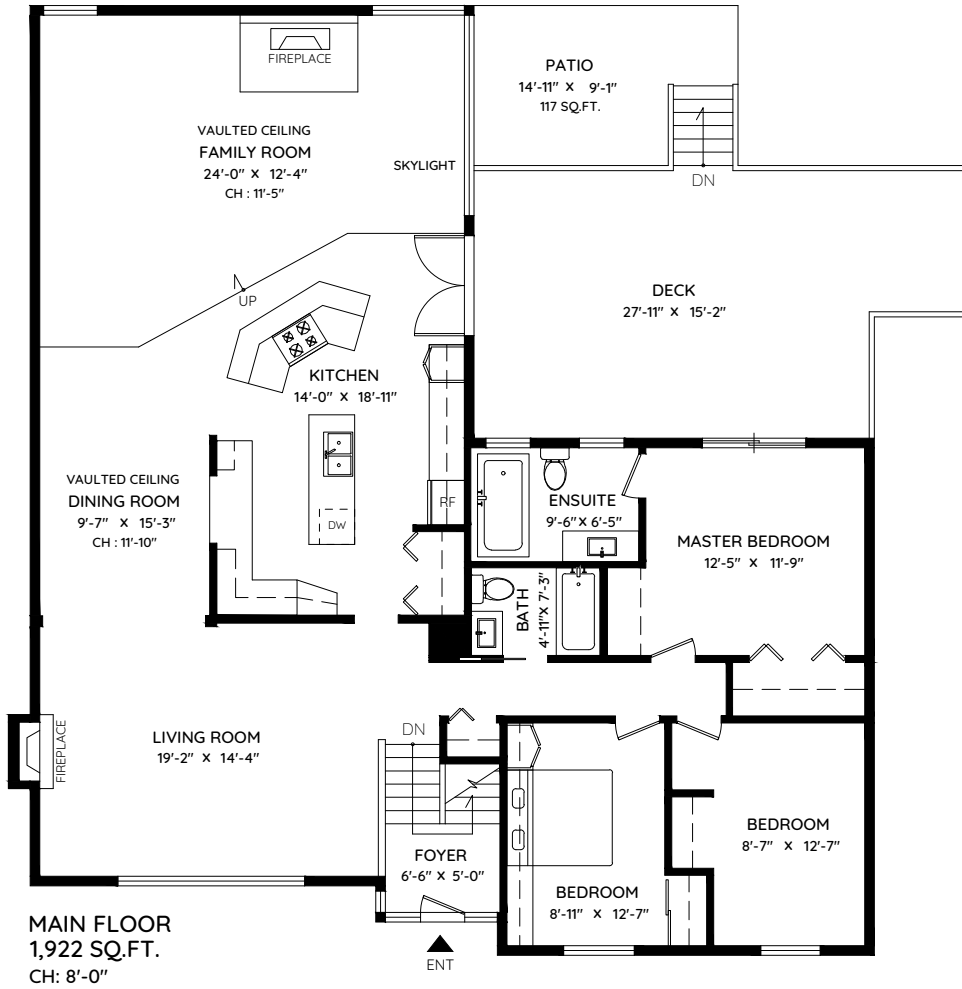 FIREPLACE
PATIO
14'-11" X 9'-1"
117 SQ.FT.
VAULTED CEILING
FAMILY ROOM
24'-0" X 12'-4"
CH : 11'-5"
SKYLIGHT
DN
UP
DECK
27'-11" X 15'-2"
KITCHEN
14'-0" X 18'-11"
VAULTED CEILING
DINING ROOM
9'-7" X 15'-3"
CH : 11'-10"
RF
DW
ENSUITE
9'-6" X 6'-5"
MASTER BEDROOM
12'-5" X 11'-9"
BATH
4'-11" X 7'-3"
FIREPLACE
LIVING ROOM
19'-2" X 14'-4"
DN
FOYER
6'-6" X 5'-0"
BEDROOM
8'-11" X 12'-7"
BEDROOM
8'-7" X 12'-7"
MAIN FLOOR
1,922 SQ.FT.
CH: 8'-0"
ENT